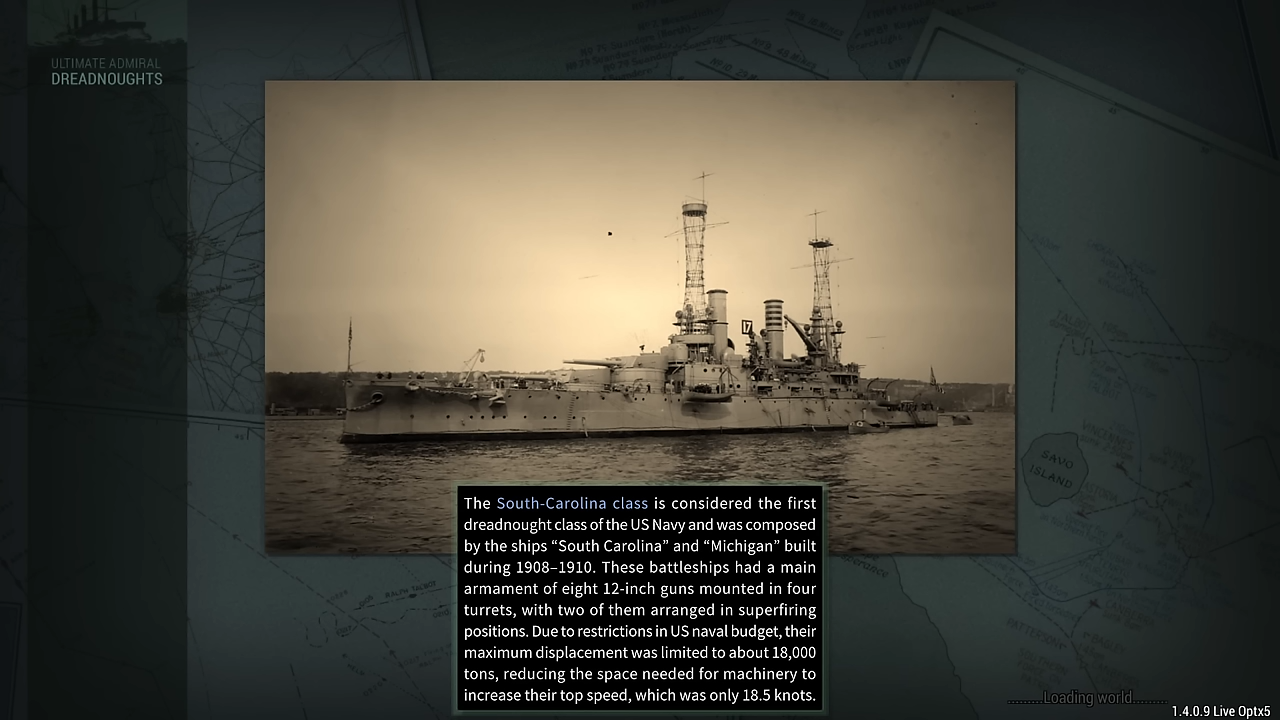 ULTIMATE ADMIRAL
DREADNOUGHTS
17
SAVO
ISLAND
The South-Carolina class is considered the first
dreadnought class of the US Navy and was composed
by the ships “South Carolina” and “Michigan” built
during 1908–1910. These battleships had a main
armament of eight 12-inch guns mounted in four
turrets, with two of them arranged in superfiring
positions. Due to restrictions in US naval budget, their
maximum displacement was limited to about 18,000
tons, reducing the space needed for machinery to
increase their top speed, which was only 18.5 knots.
RALPH TALBOT
.........Loading world.........
1.4.0.9 Live Optx5